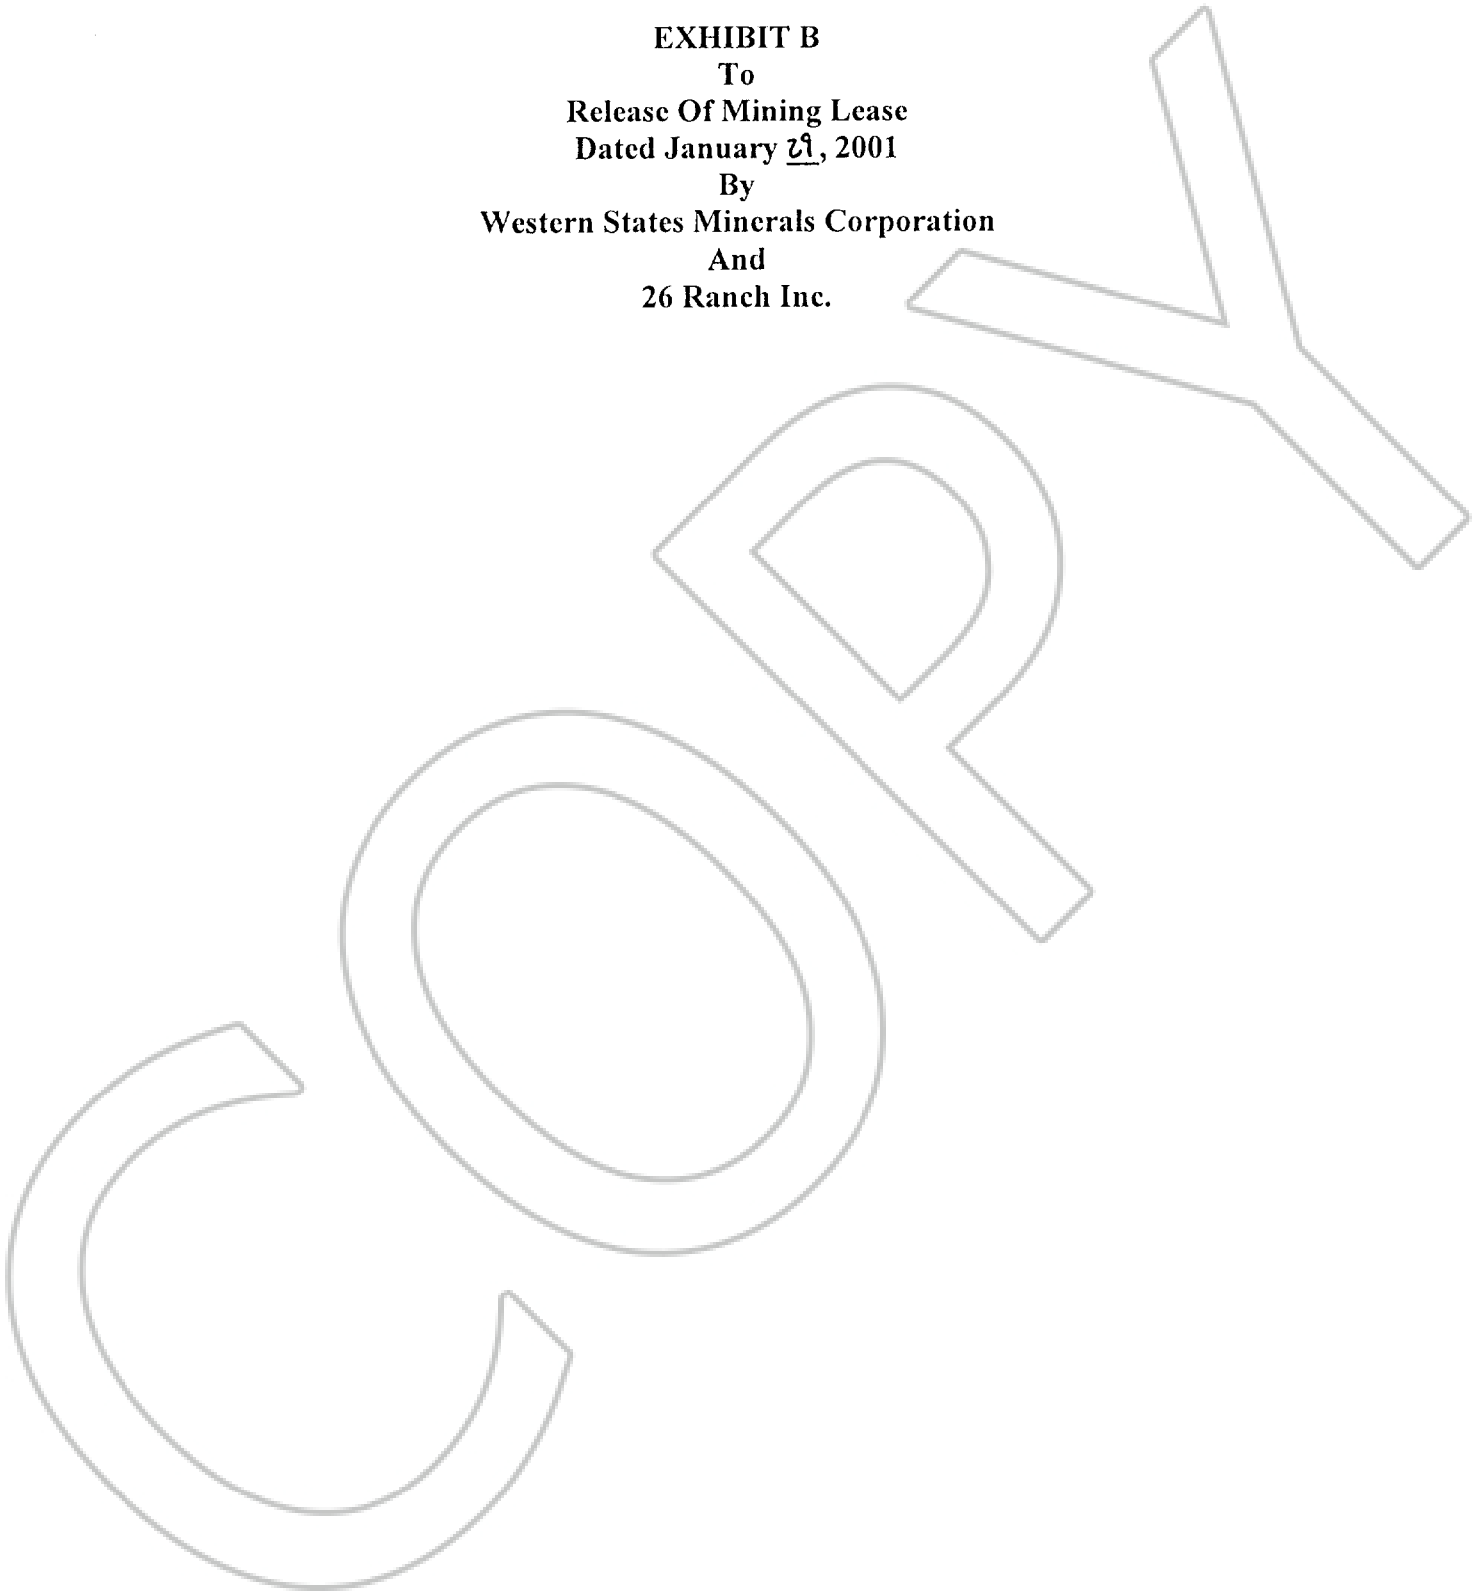 EXHIBIT B
To
Release Of Mining Lease
Dated January 29, 2001
By
Western States Minerals Corporation
And
26 Ranch Inc.
COPY